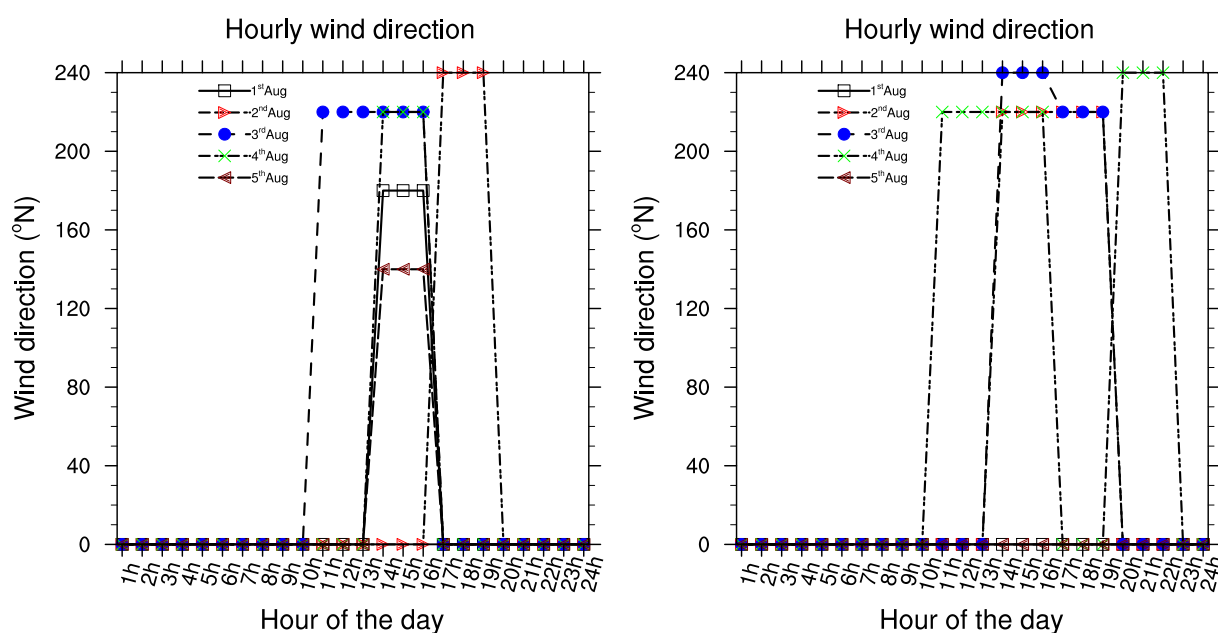 Hourly wind direction
Wind direction (°N)
240
200
160
120
80
40
0
1stAug
2ndAug
3rdAug
4thAug
5thAug
1h 2h 3h 4h 5h 6h 7h 8h 9h 10h 11h 12h 13h 14h 15h 16h 17h 18h 19h 20h 21h 22h 23h 24h
Hour of the day
Hourly wind direction
Wind direction (°N)
240
200
160
120
80
40
0
1stAug
2ndAug
3rdAug
4thAug
5thAug
1h 2h 3h 4h 5h 6h 7h 8h 9h 10h 11h 12h 13h 14h 15h 16h 17h 18h 19h 20h 21h 22h 23h 24h
Hour of the day